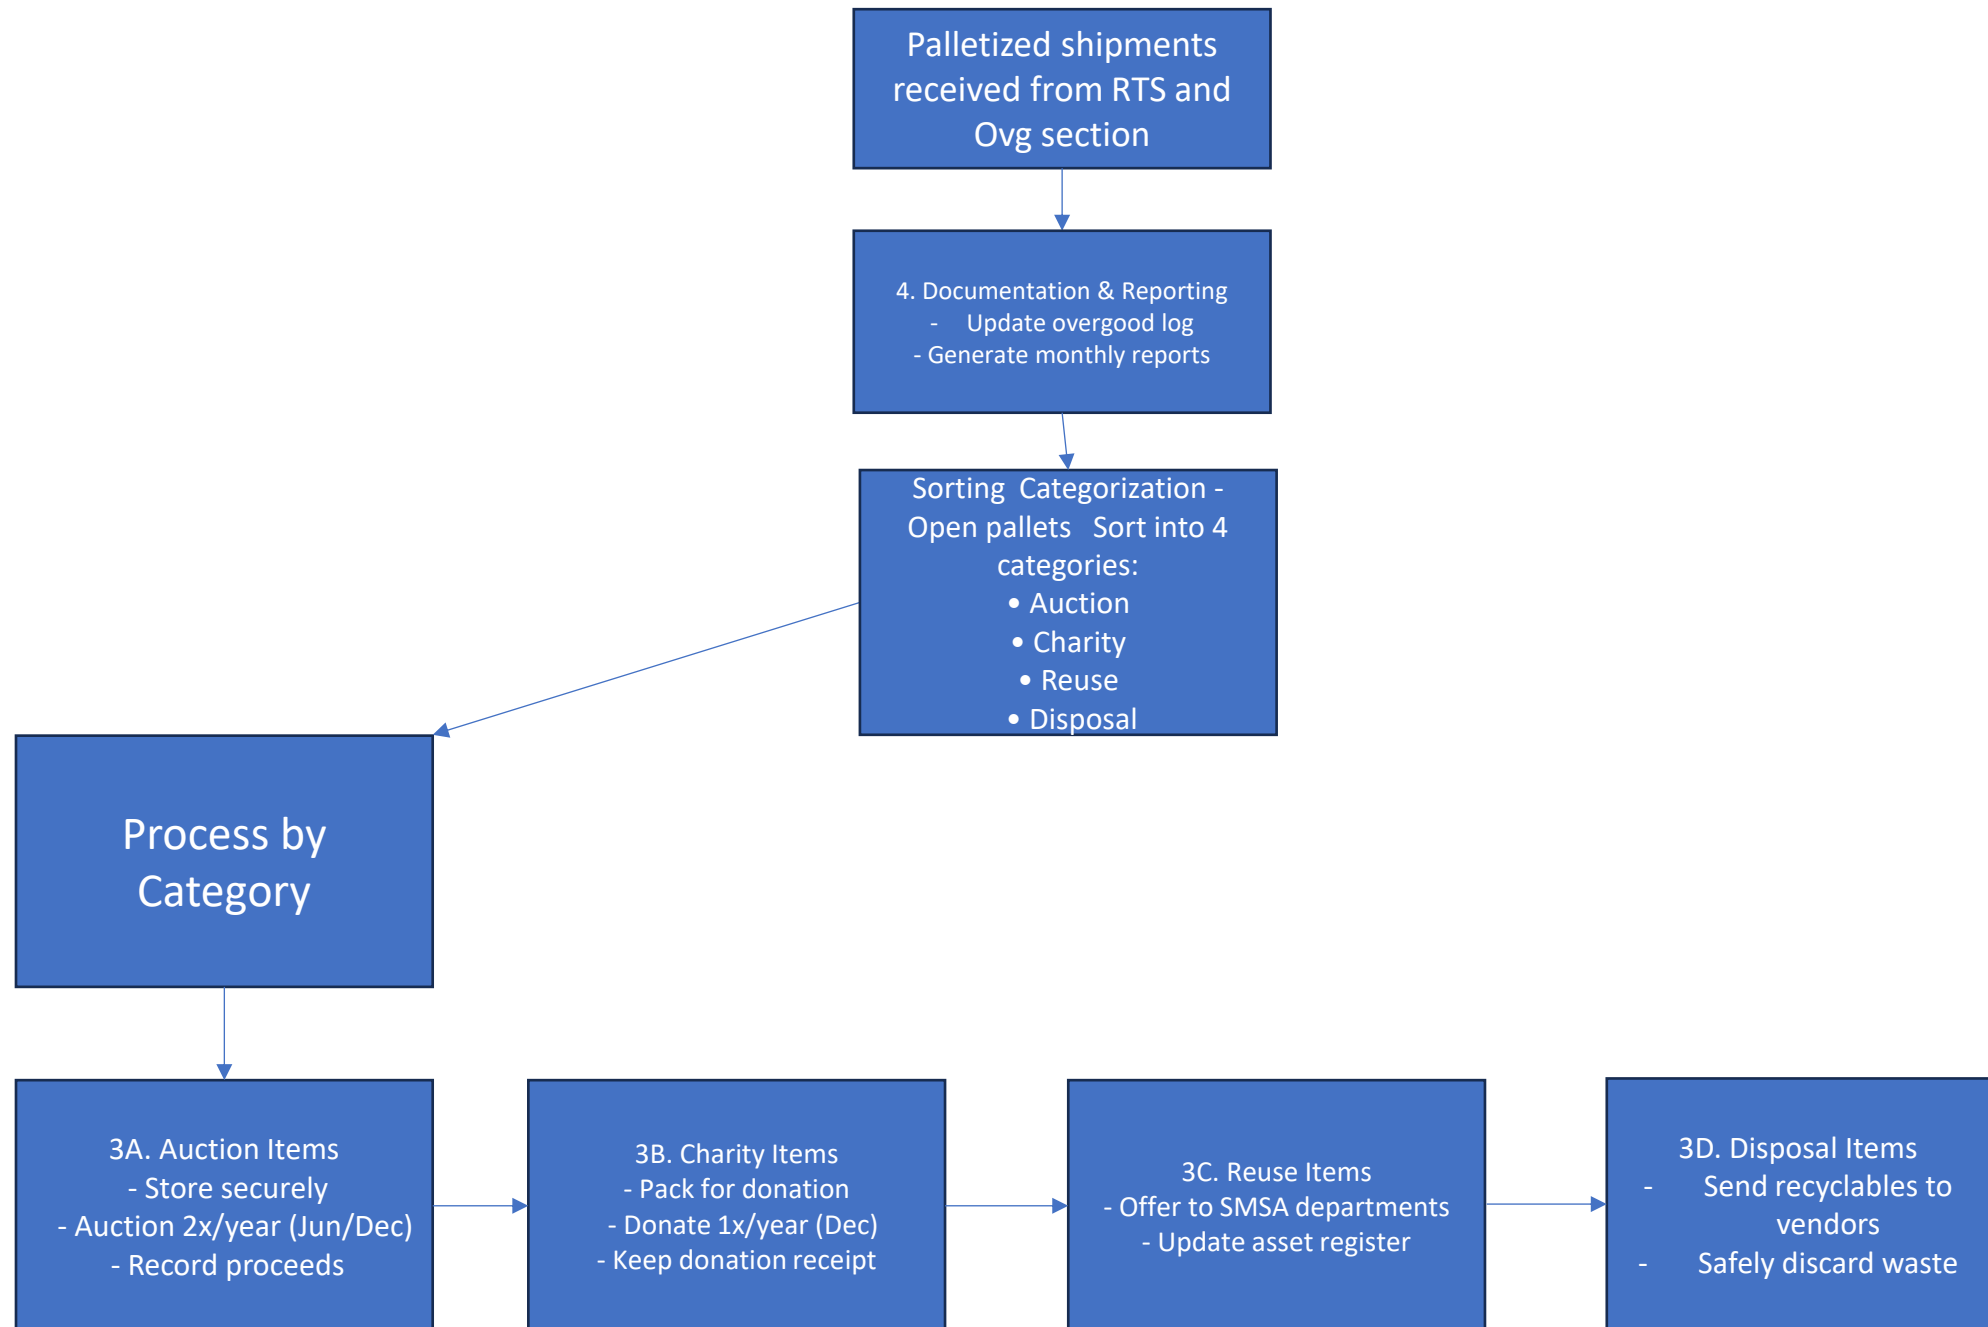 Palletized shipments
received from RTS and
Ovg section
4. Documentation & Reporting
- Update overgood log
- Generate monthly reports
Sorting Categorization -
Open pallets Sort into 4
categories:
• Auction
• Charity
• Reuse
• Disposal
Process by
Category
3A. Auction Items
- Store securely
- Auction 2x/year (Jun/Dec)
- Record proceeds
3B. Charity Items
- Pack for donation
- Donate 1x/year (Dec)
- Keep donation receipt
3C. Reuse Items
- Offer to SMSA departments
- Update asset register
3D. Disposal Items
- Send recyclables to
vendors
- Safely discard waste